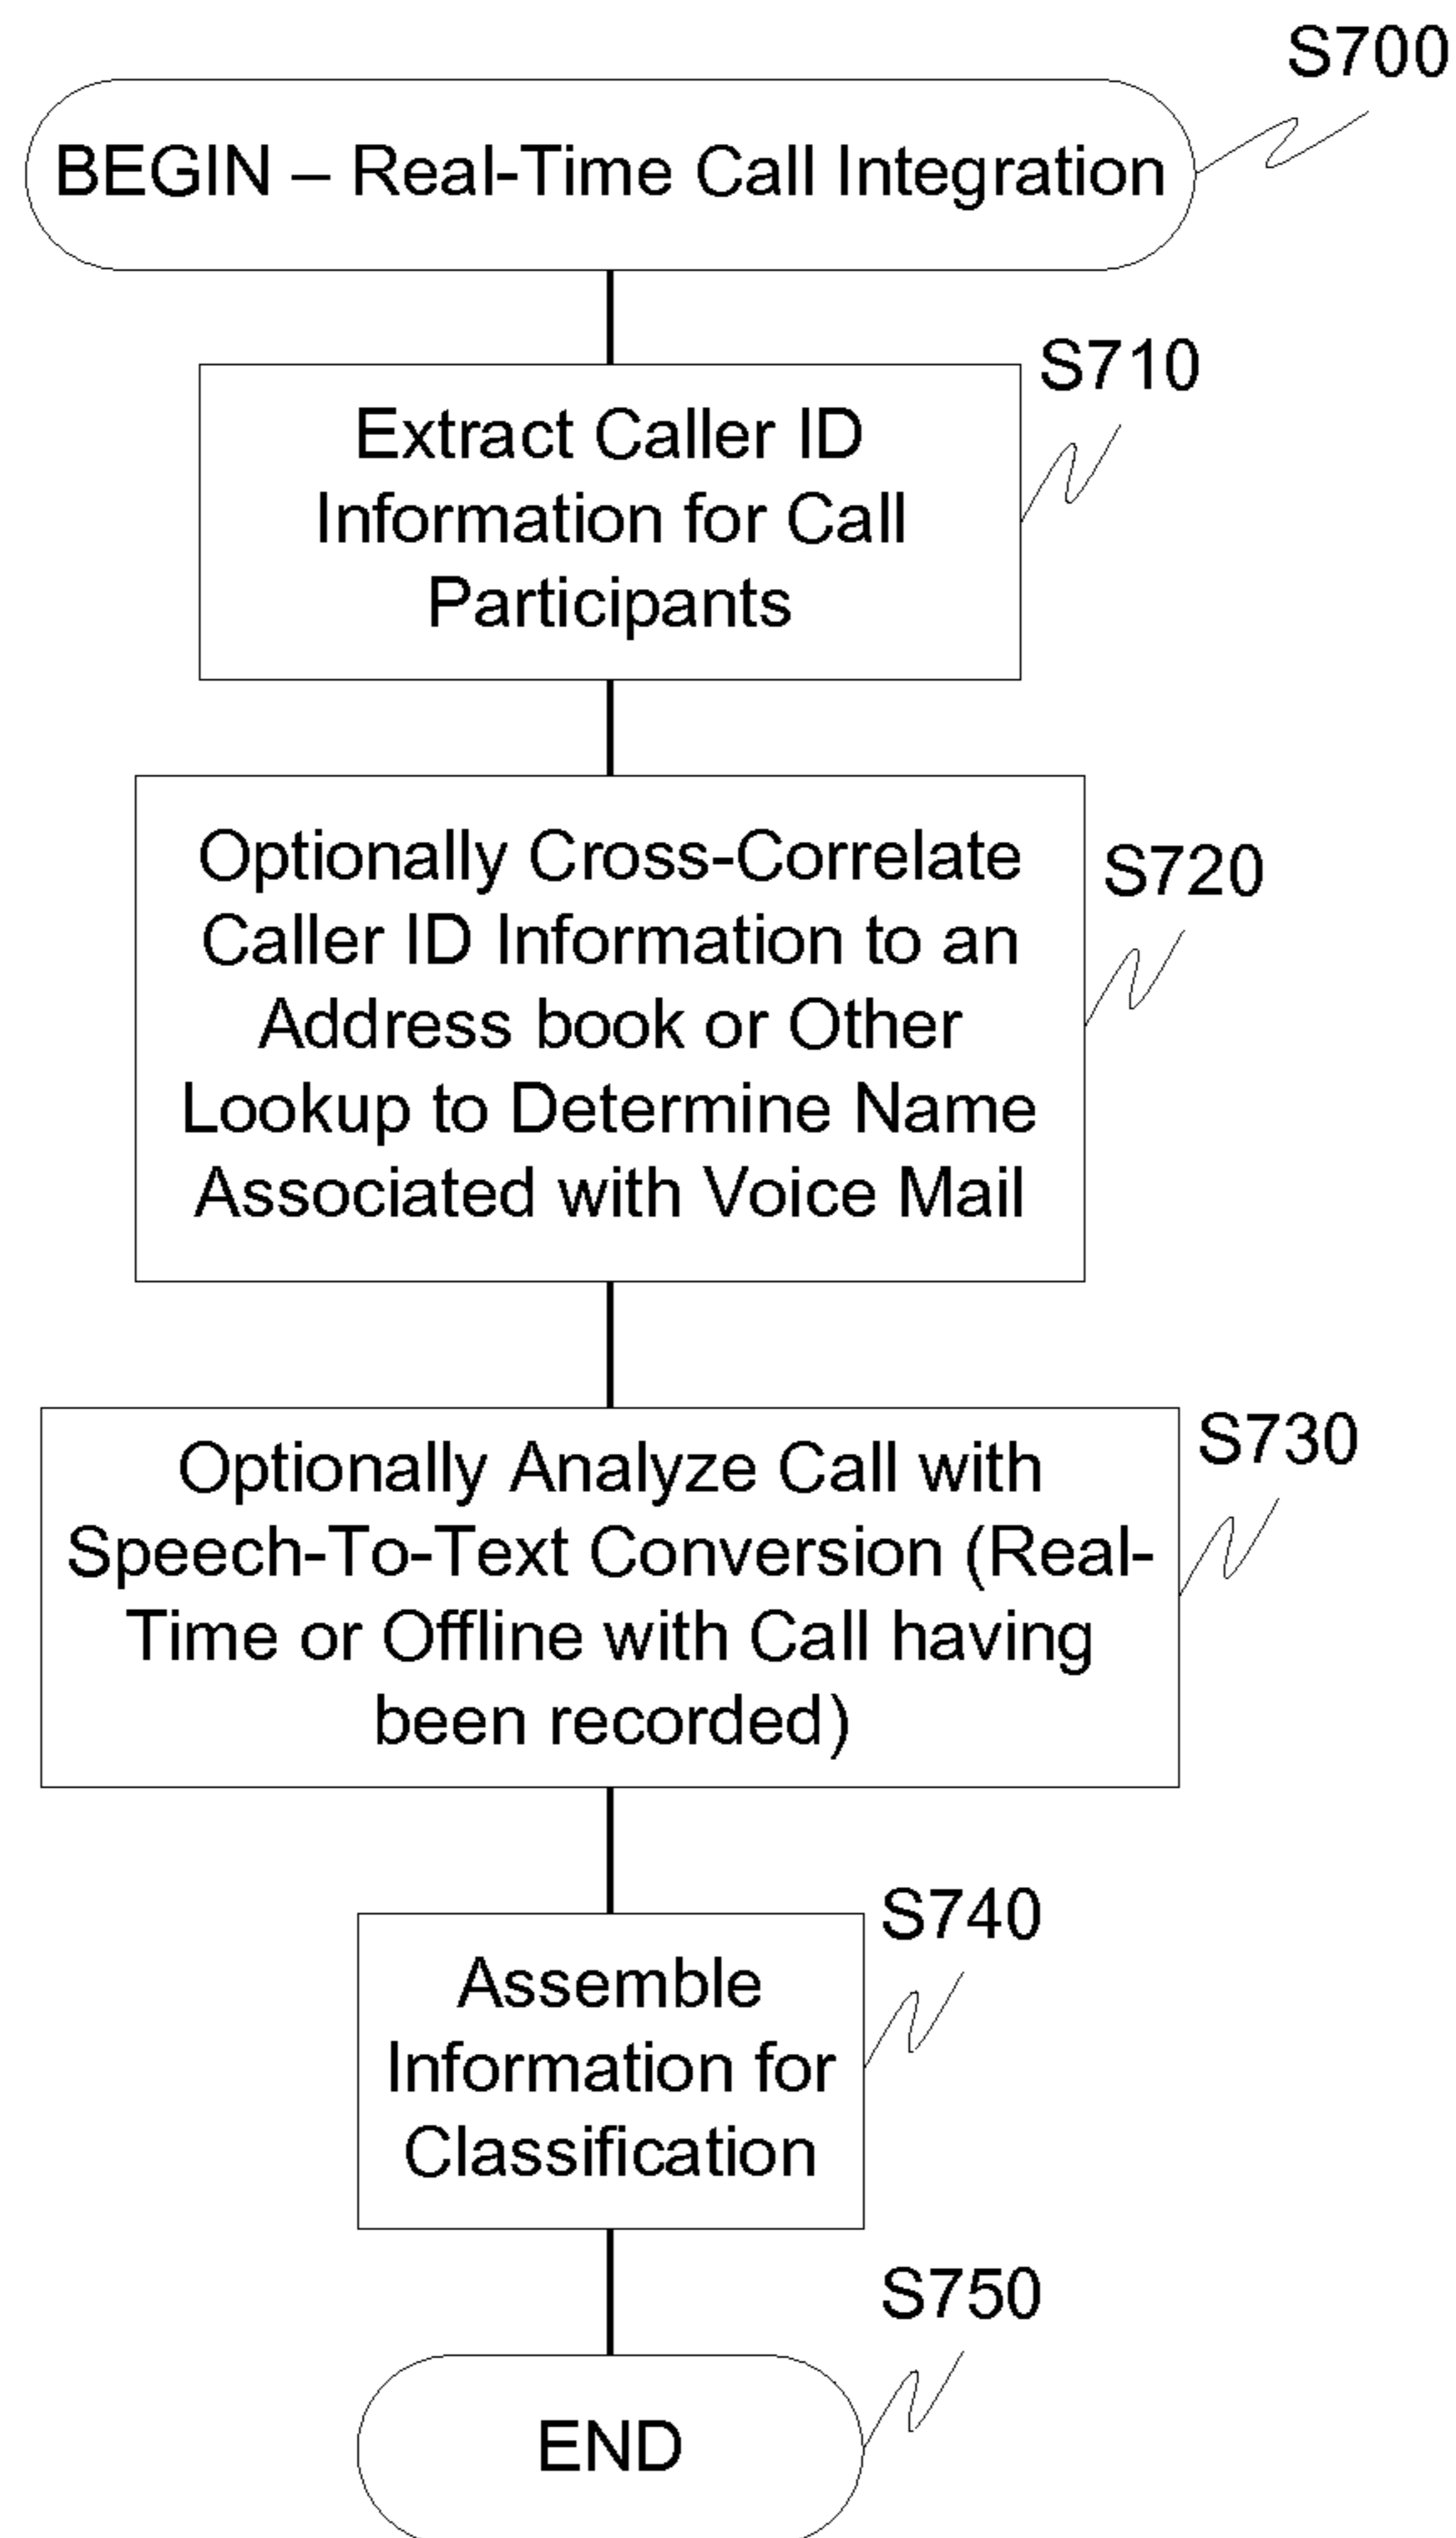 S700
BEGIN – Real-Time Call Integration
S710
Extract Caller ID
Information for Call
Participants
S720
Optionally Cross-Correlate
Caller ID Information to an
Address book or Other
Lookup to Determine Name
Associated with Voice Mail
S730
Optionally Analyze Call with
Speech-To-Text Conversion (Real-
Time or Offline with Call having
been recorded)
S740
Assemble
Information for
Classification
S750
END